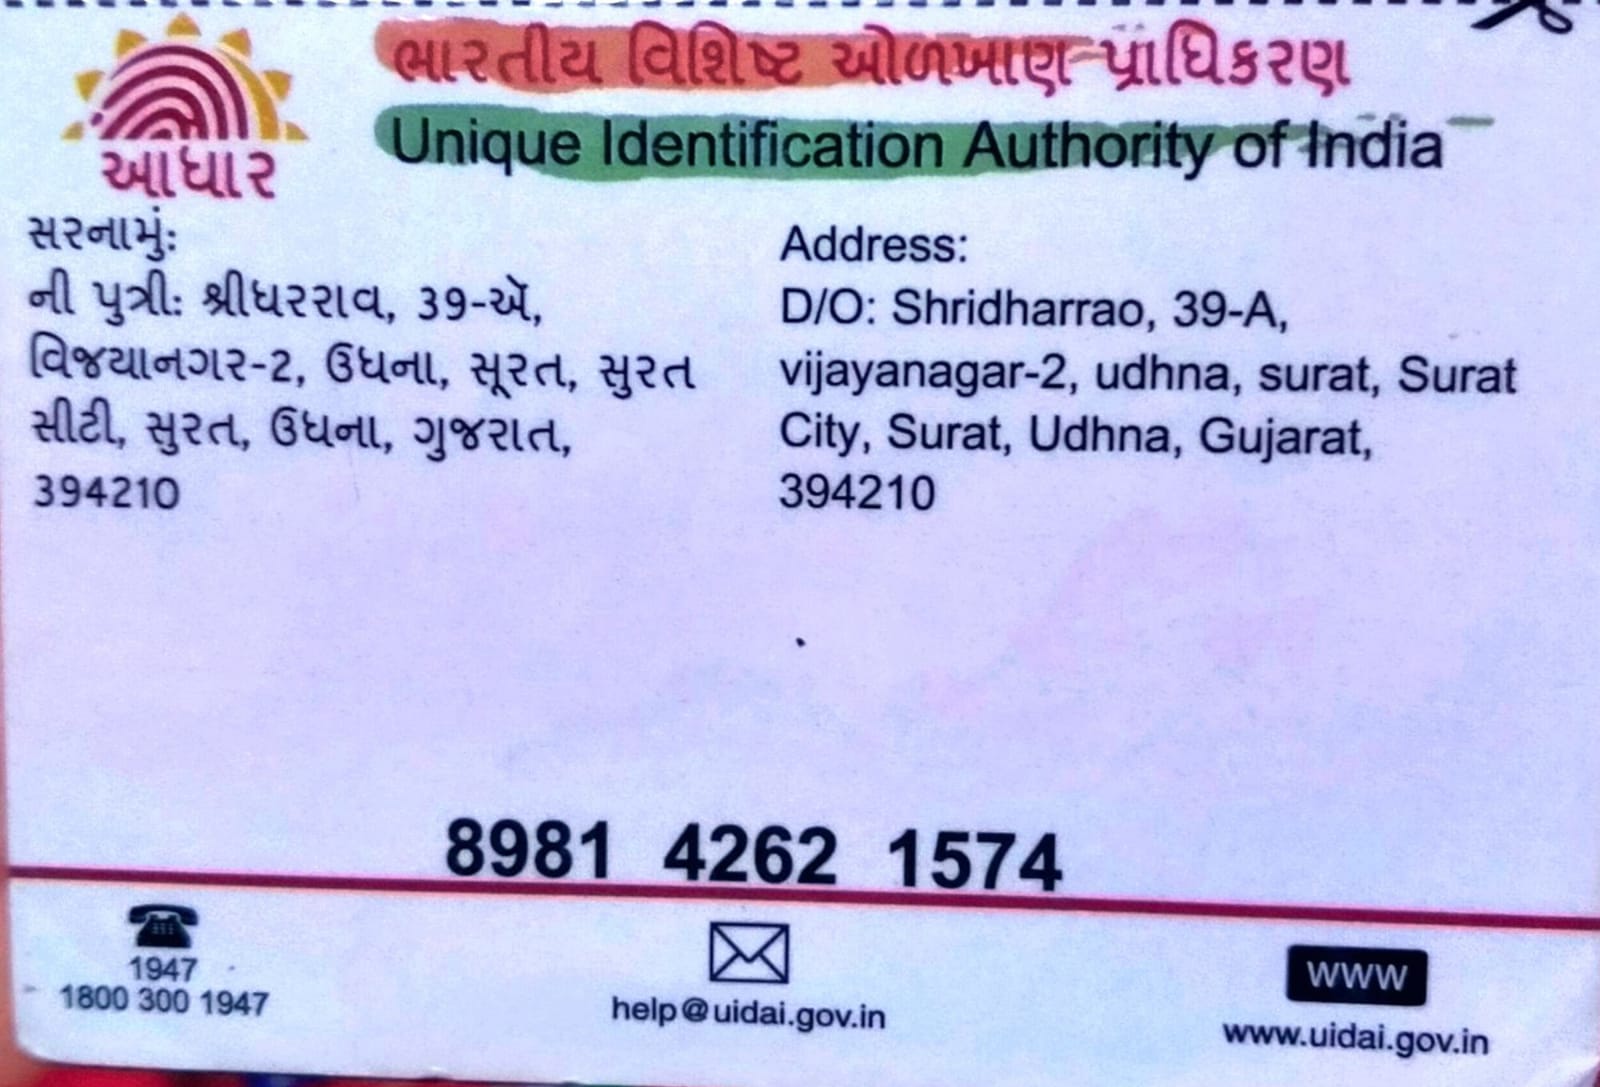 ભારતીય વિશિષ્ટ ઓળખાણ પ્રાધિકરણ
Unique Identification Authority of India
આધાર
સરનામું:
ની પુત્રી: શ્રીધરરાવ, 39-એ,
વિજયાનગર-2, ઉધના, સૂરત, સુરત
સીટી, સુરત, ઉધના, ગુજરાત,
394210
Address:
D/O: Shridharrao, 39-A,
vijayanagar-2, udhna, surat, Surat
City, Surat, Udhna, Gujarat,
394210
8981 4262 1574
1947
1800 300 1947
help@uidai.gov.in
www
www.uidai.gov.in